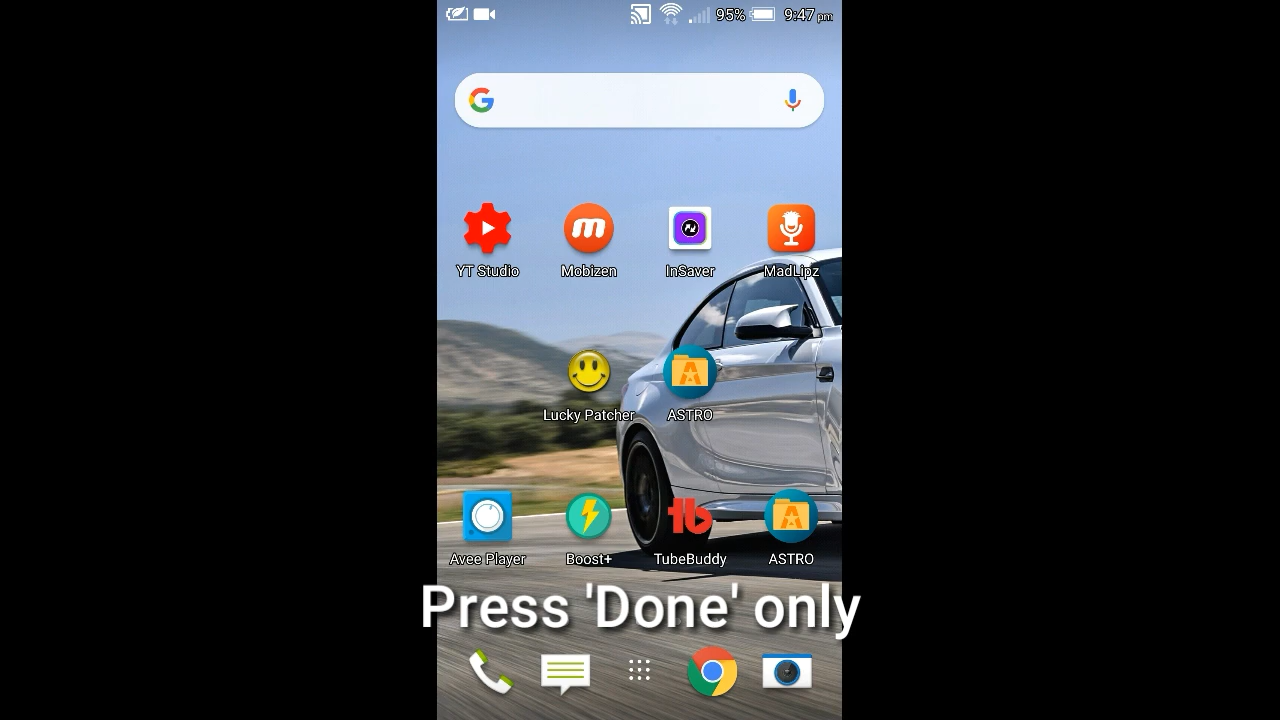 95% 9:47 pm
YT Studio Mobizen InSaver MadLipz
Lucky Patcher ASTRO
Avee Player Boost+ TubeBuddy ASTRO
Press 'Done' only